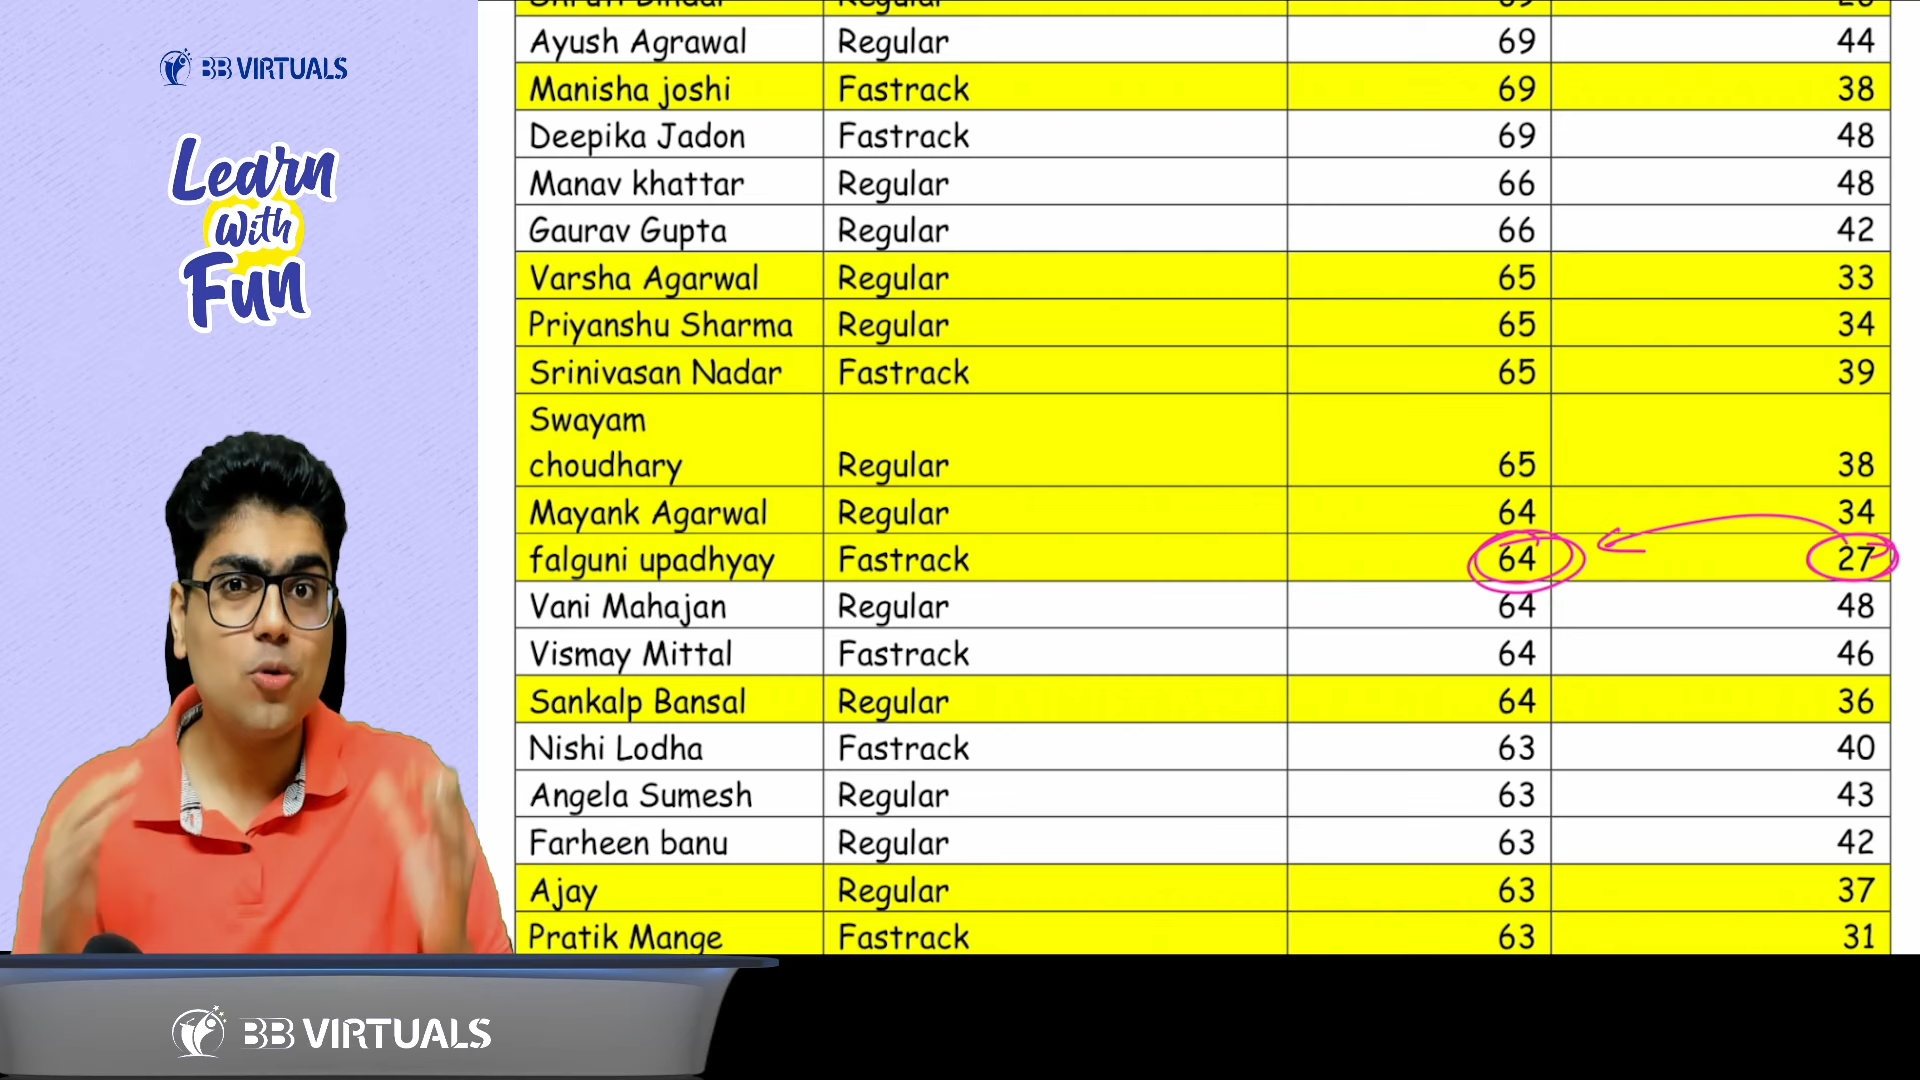 BB VIRTUALS
Learn
With
Fun
Regular
Ayush Agrawal Regular 69 44
Manisha joshi Fastrack 69 38
Deepika Jadon Fastrack 69 48
Manav khattar Regular 66 48
Gaurav Gupta Regular 66 42
Varsha Agarwal Regular 65 33
Priyanshu Sharma Regular 65 34
Srinivasan Nadar Fastrack 65 39
Swayam
choudhary Regular 65 38
Mayank Agarwal Regular 64 34
falguni upadhyay Fastrack 64 27
Vani Mahajan Regular 64 48
Vismay Mittal Fastrack 64 46
Sankalp Bansal Regular 64 36
Nishi Lodha Fastrack 63 40
Angela Sumesh Regular 63 43
Farheen banu Regular 63 42
Ajay Regular 63 37
Pratik Mange Fastrack 63 31
BB VIRTUALS